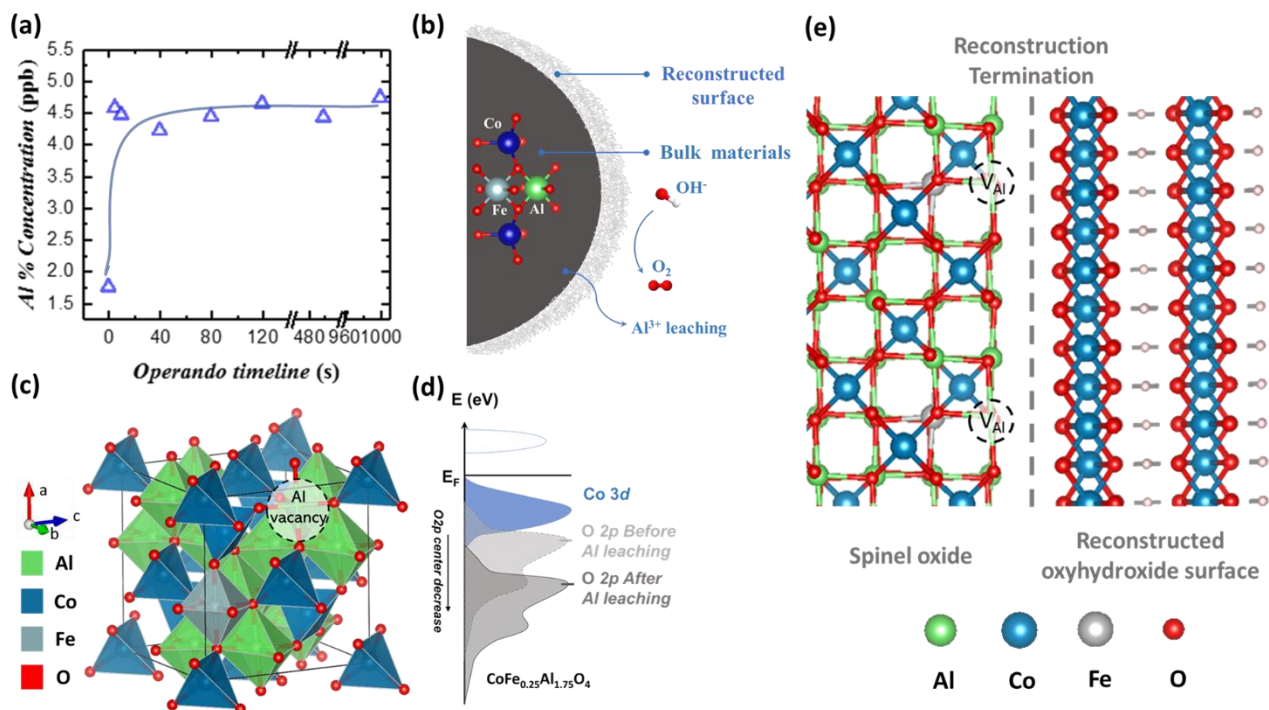 (a)
5.5
5.0
4.5
4.0
3.5
3.0
2.5
2.0
1.5
Al % Concentration (ppb)
0 40 80 120 480 9601000
Operando timeline (s)
(b)
Reconstructed
surface
Bulk materials
Co
Fe
Al
OH-
O2
Al3+ leaching
(c)
a
c
b
Al
vacancy
Al
Co
Fe
O
(d)
E (eV)
EF
Co 3d
O 2p Before
Al leaching
O 2p After
Al leaching
O2p center decrease
CoFe0.25Al1.75O4
(e)
Reconstruction
Termination
VAl
VAl
Spinel oxide
Reconstructed
oxyhydroxide surface
Al
Co
Fe
O